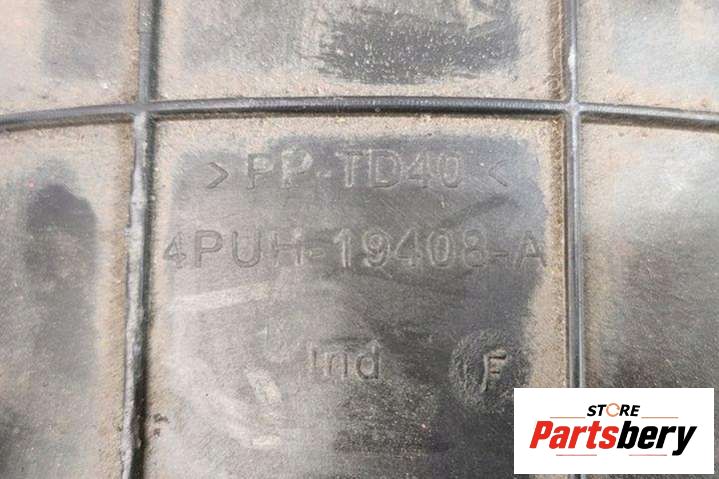 >PP-TD40<
4PUH-19408-A
Ind F
STORE
Partsbery